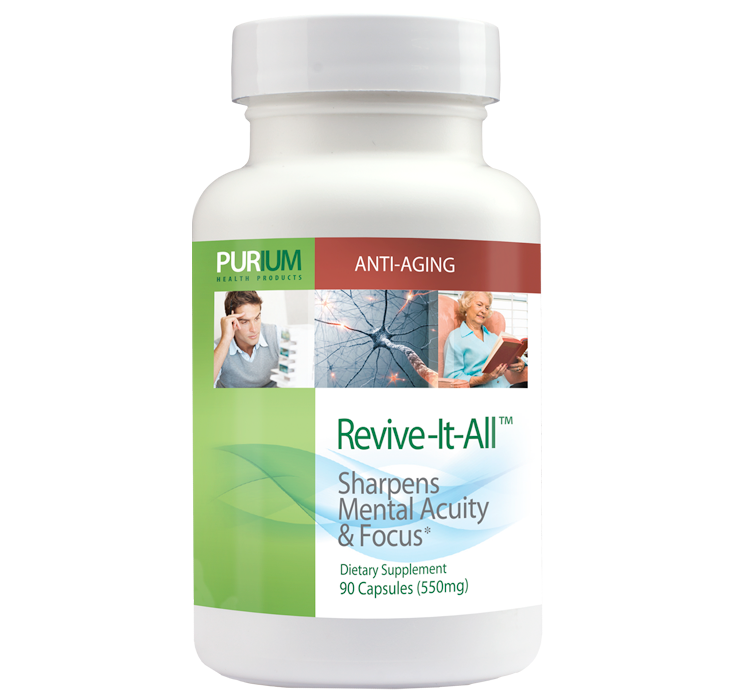 PURIUM
HEALTH PRODUCTS
ANTI-AGING
Revive-It-All™
Sharpens
Mental Acuity
& Focus*
Dietary Supplement
90 Capsules (550mg)